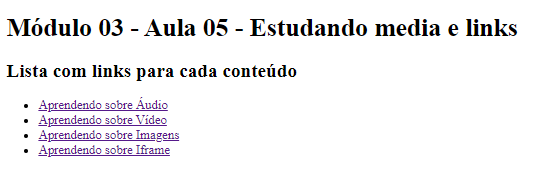 Módulo 03 - Aula 05 - Estudando media e links
Lista com links para cada conteúdo
Aprendendo sobre Áudio
Aprendendo sobre Vídeo
Aprendendo sobre Imagens
Aprendendo sobre Iframe